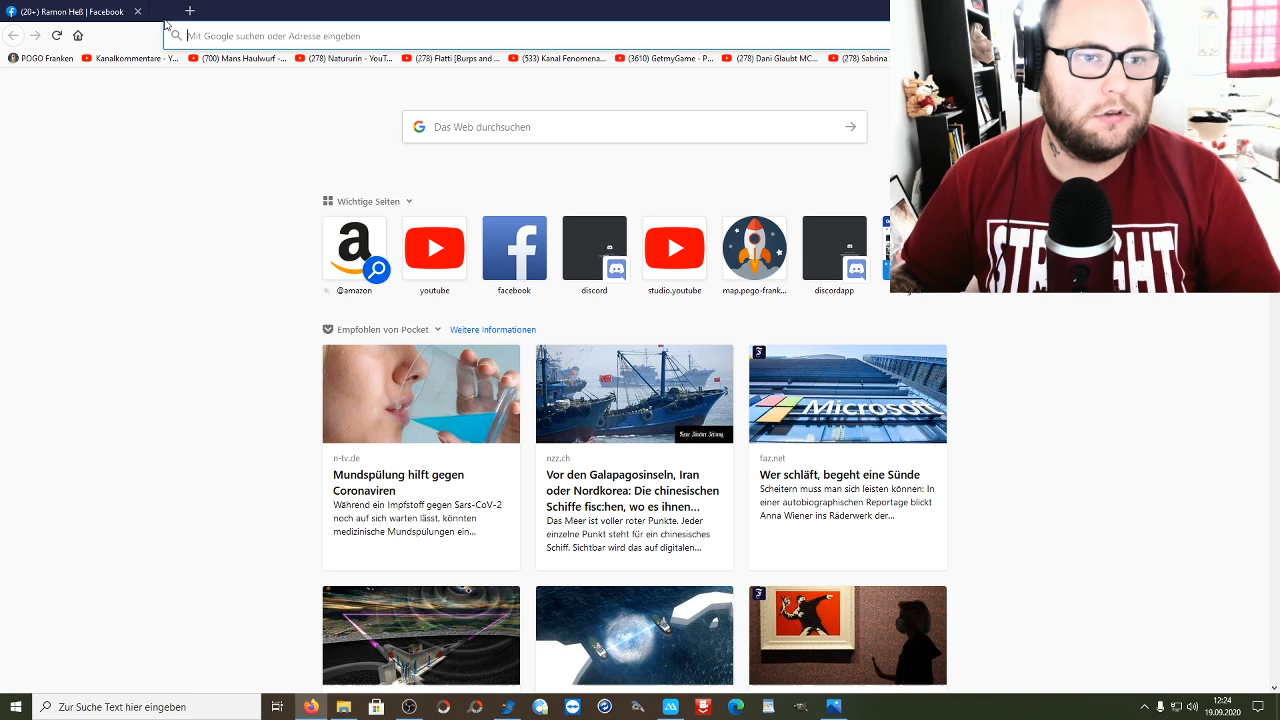 (20+) Ramon Heß | Facebook
Mit Google suchen oder Adresse eingeben
POGO Franken
Kanalkommentare - Y...
(700) Mans Haulwurf -...
(278) Naturürin - YouT...
(278) Flatti [Burps and ...
(531) Kanal Fenomena...
(3610) GetmyGame - P...
(278) Dani Glaubt MC...
(278) Sabrina
Das Web durchsuchen
Wichtige Seiten
@amazon
youtube
facebook
discord
studio.youtube
map.pogo-frank...
discordapp
Empfohlen von Pocket
Weitere Informationen
Neue Zürcher Zeitung
Microsoft
n-tv.de
Mundspülung hilft gegen
Coronaviren
Während ein Impfstoff gegen Sars-CoV-2
noch auf sich warten lässt, könnten
medizinische Mundspülungen ein...
nzz.ch
Vor den Galapagosinseln, Iran
oder Nordkorea: Die chinesischen
Schiffe fischen, wo es ihnen...
Das Meer ist voller roter Punkte. Jeder
einzelne Punkt steht für ein chinesisches
Schiff. Sichtbar wird das auf digitalen...
faz.net
Wer schläft, begeht eine Sünde
Scheitern muss man sich leisten können: In
einer autobiographischen Reportage blickt
Anna Wiener ins Räderwerk der...
Zur Suche Text hier eingeben
12:24
19.09.2020